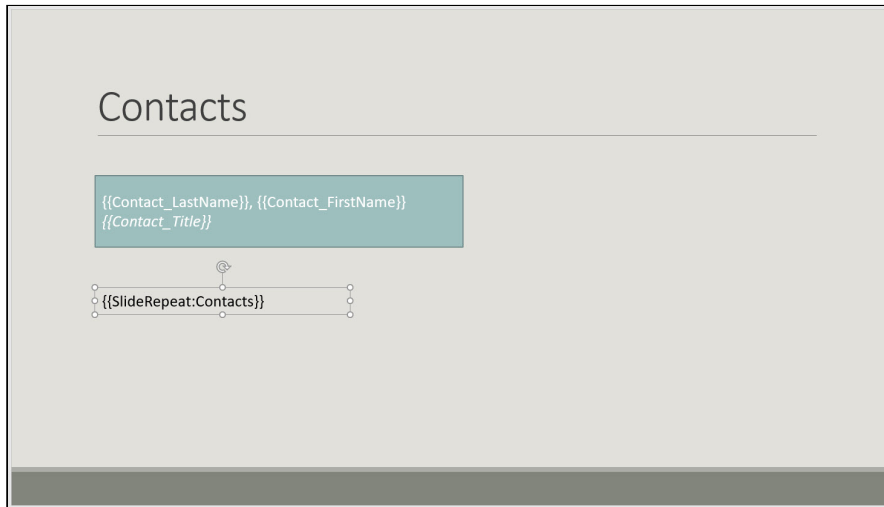 Contacts
{{Contact_LastName}}, {{Contact_FirstName}}
{{Contact_Title}}
{{SlideRepeat:Contacts}}